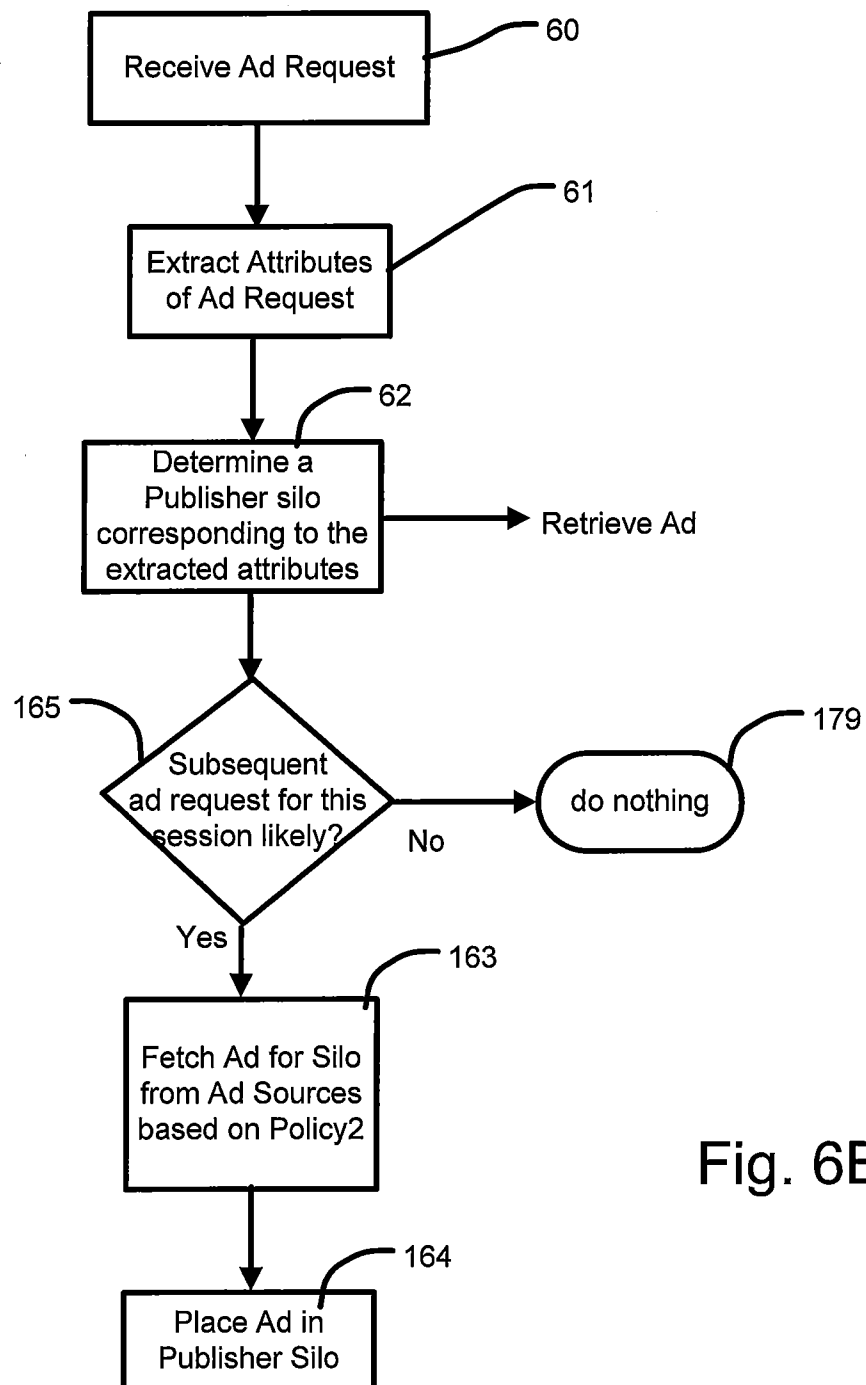 Receive Ad Request
60
Extract Attributes
of Ad Request
61
62
Determine a
Publisher silo
corresponding to the
extracted attributes
Retrieve Ad
165
Subsequent
ad request for this
session likely?
No
do nothing
179
Yes
163
Fetch Ad for Silo
from Ad Sources
based on Policy2
Fig. 6B
164
Place Ad in
Publisher Silo